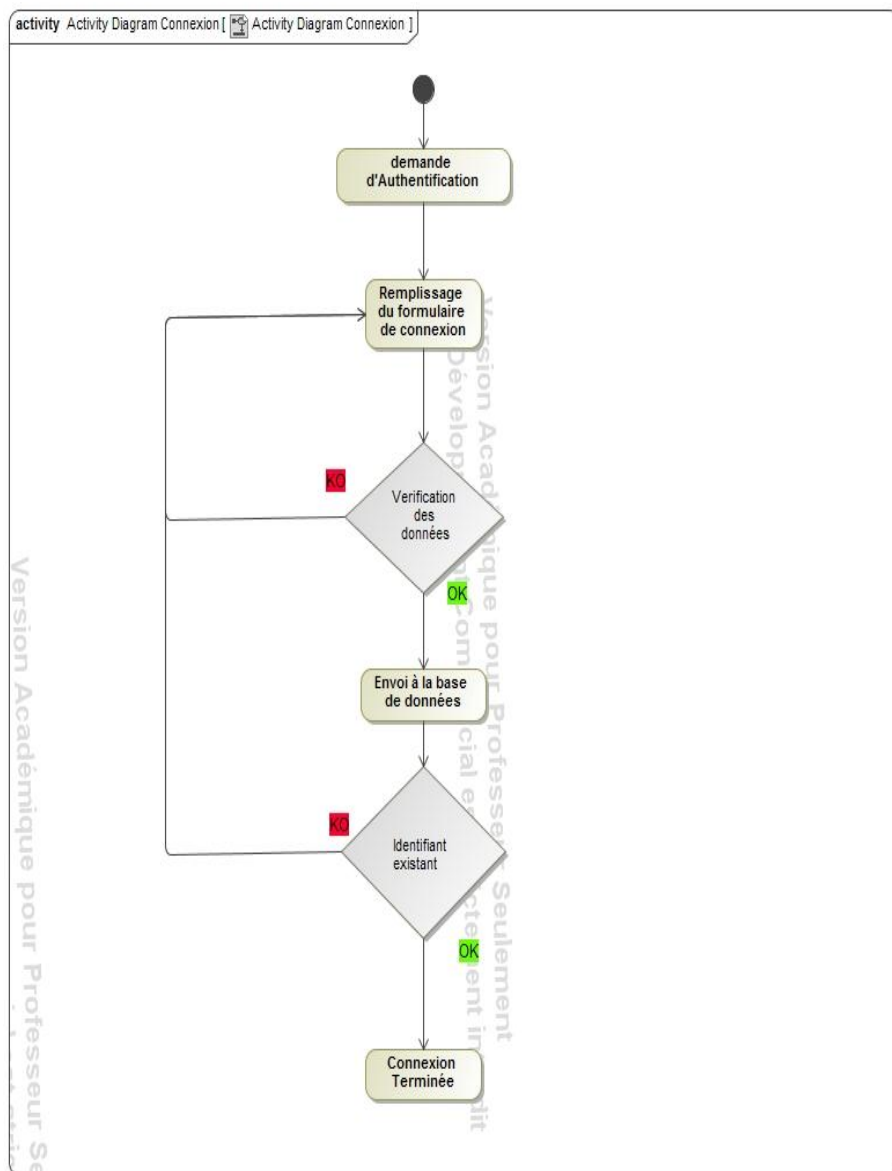 activity Activity Diagram Connexion [ Activity Diagram Connexion ]
demande
d'Authentification
Remplissage
du formulaire
de connexion
KO
Verification
des
données
OK
Envoi à la base
de données
KO
Identifiant
existant
OK
Connexion
Terminée
Version Académique pour Professeur Seulement
Version Académique pour Professeur